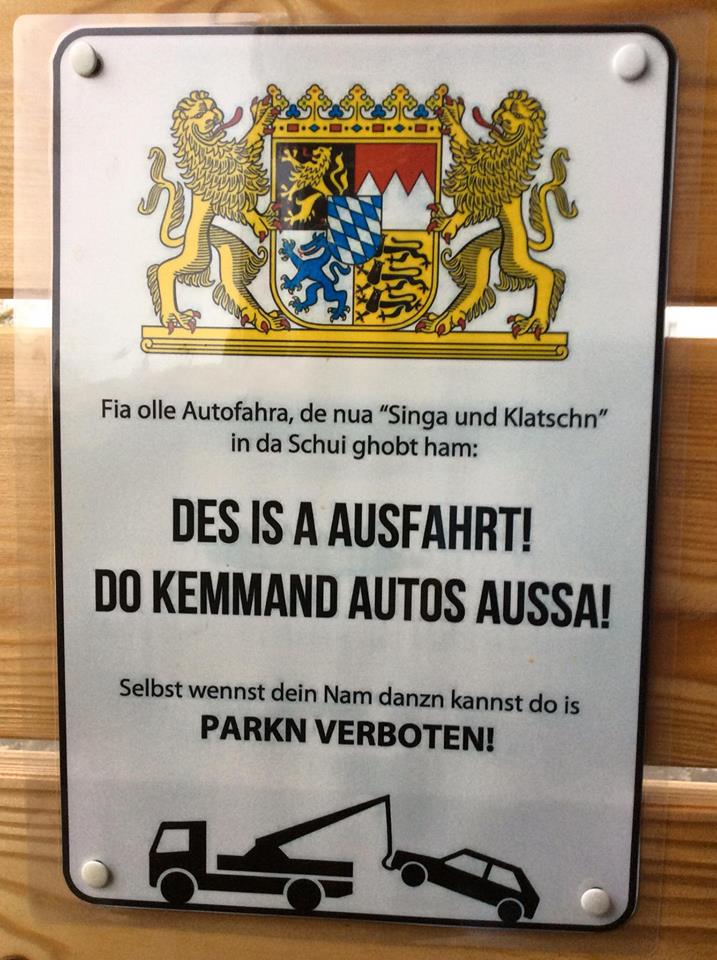 Fia olle Autofahra, de nua "Singa und Klatschn"
in da Schui ghobt ham:
DES IS A AUSFAHRT!
DO KEMMAND AUTOS AUSSA!
Selbst wennst dein Nam danzn kannst do is
PARKN VERBOTEN!